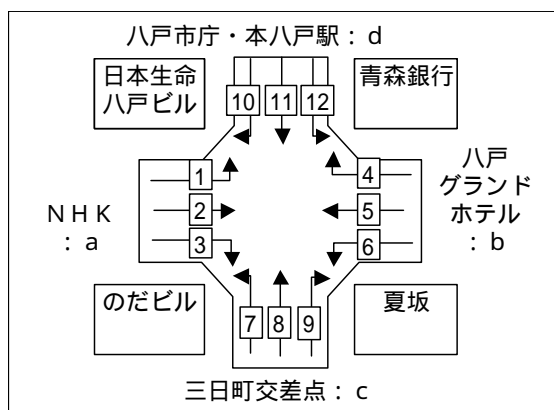 八戸市庁・本八戸駅：d
日本生命
八戸ビル
青森銀行
10 11 12
1
2
3
4
5
6
ＮＨＫ
：a
八戸
グランド
ホテル
：b
のだビル
夏坂
7 8 9
三日町交差点：c